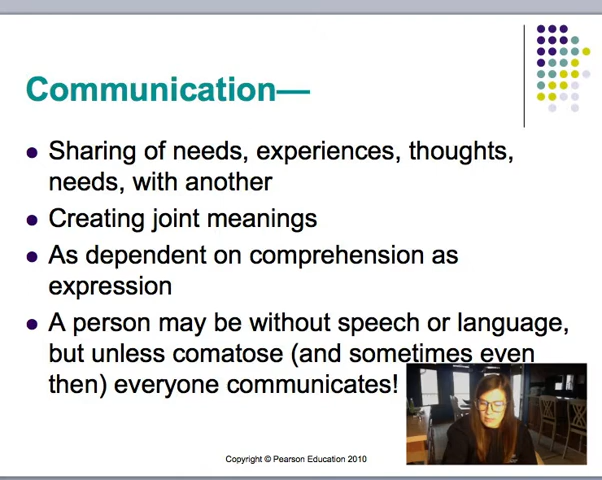 Communication—
Sharing of needs, experiences, thoughts,
needs, with another
Creating joint meanings
As dependent on comprehension as
expression
A person may be without speech or language,
but unless comatose (and sometimes even
then) everyone communicates!
Copyright © Pearson Education 2010